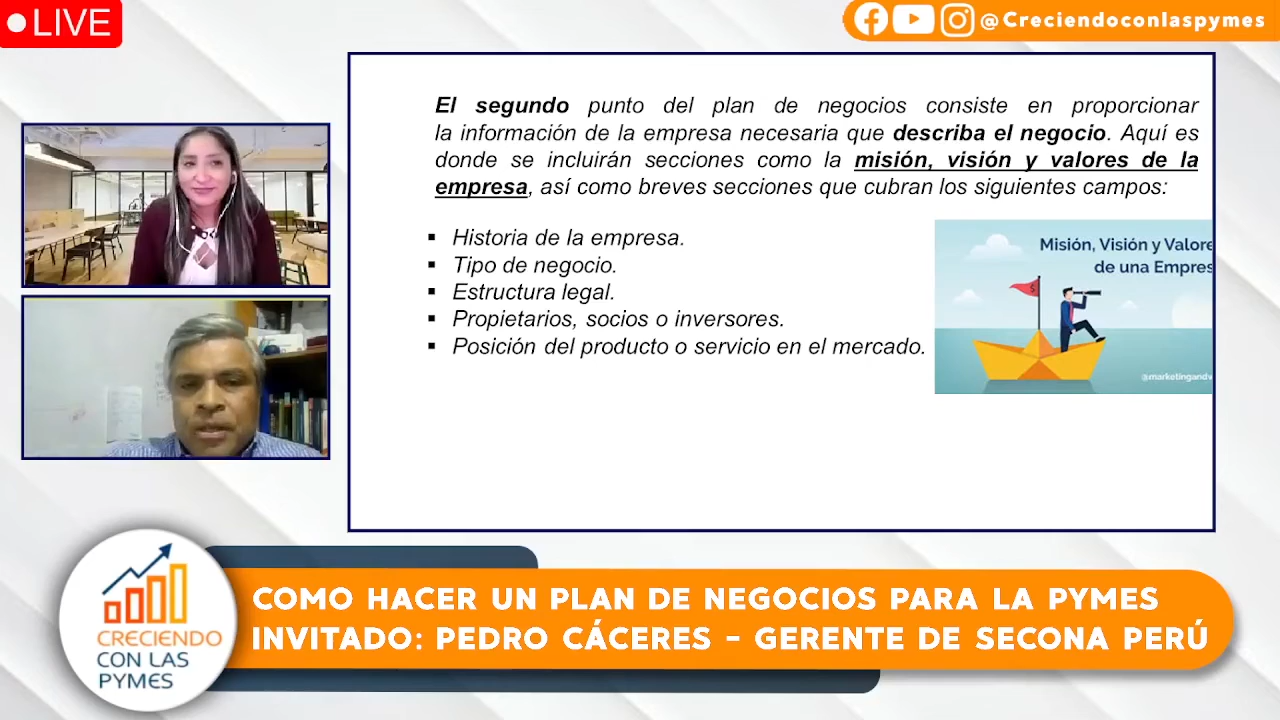 LIVE
@Creciendoconlaspymes
El segundo punto del plan de negocios consiste en proporcionar
la información de la empresa necesaria que describa el negocio. Aquí es
donde se incluirán secciones como la misión, visión y valores de la
empresa, así como breves secciones que cubran los siguientes campos:
▪ Historia de la empresa.
▪ Tipo de negocio.
▪ Estructura legal.
▪ Propietarios, socios o inversores.
▪ Posición del producto o servicio en el mercado.
Misión, Visión y Valore
de una Empres
@marketingandv
CRECIENDO
CON LAS
PYMES
COMO HACER UN PLAN DE NEGOCIOS PARA LA PYMES
INVITADO: PEDRO CÁCERES - GERENTE DE SECONA PERÚ